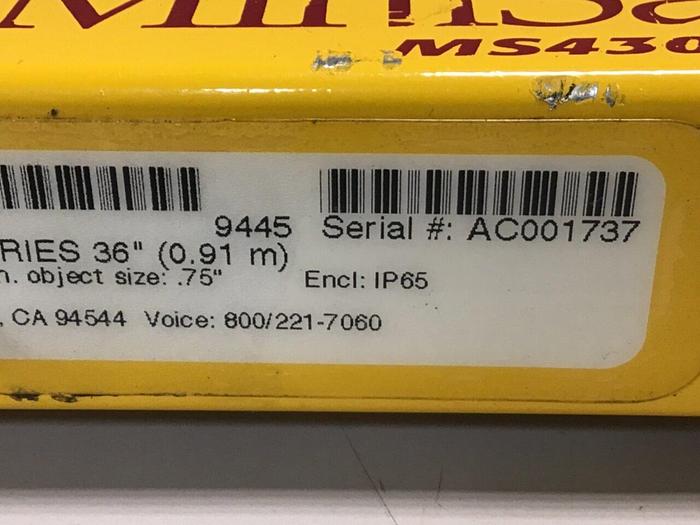 MS430
9445 Serial #: AC001737
RIES 36" (0.91 m)
n. object size: .75" Encl: IP65
, CA 94544 Voice: 800/221-7060